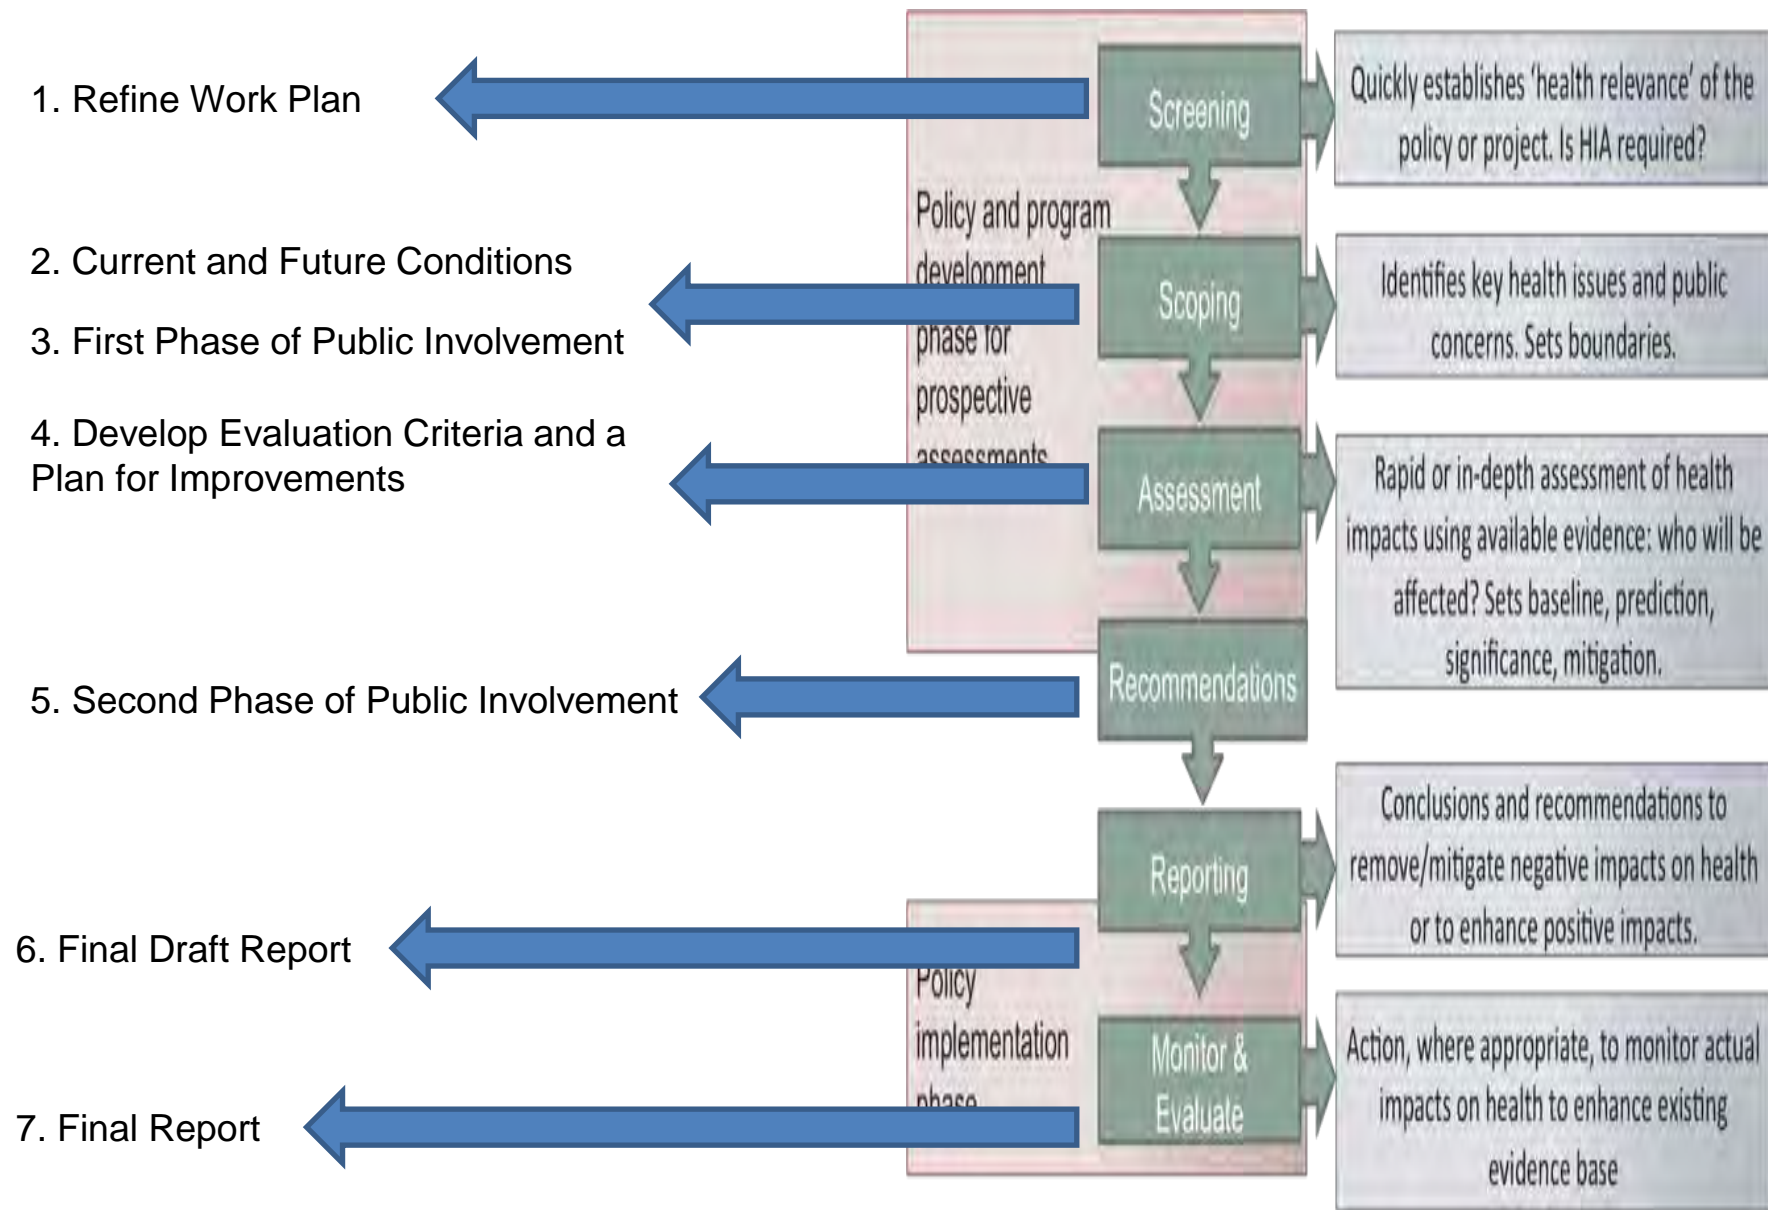 1. Refine Work Plan
2. Current and Future Conditions
3. First Phase of Public Involvement
4. Develop Evaluation Criteria and a
Plan for Improvements
5. Second Phase of Public Involvement
6. Final Draft Report
7. Final Report
Policy and program
development
phase for
prospective
assessments
Policy
implementation
phase
Screening
Scoping
Assessment
Recommendations
Reporting
Monitor &
Evaluate
Quickly establishes ‘health relevance’ of the
policy or project. Is HIA required?
Identifies key health issues and public
concerns. Sets boundaries.
Rapid or in-depth assessment of health
impacts using available evidence: who will be
affected? Sets baseline, prediction,
significance, mitigation.
Conclusions and recommendations to
remove/mitigate negative impacts on health
or to enhance positive impacts.
Action, where appropriate, to monitor actual
impacts on health to enhance existing
evidence base